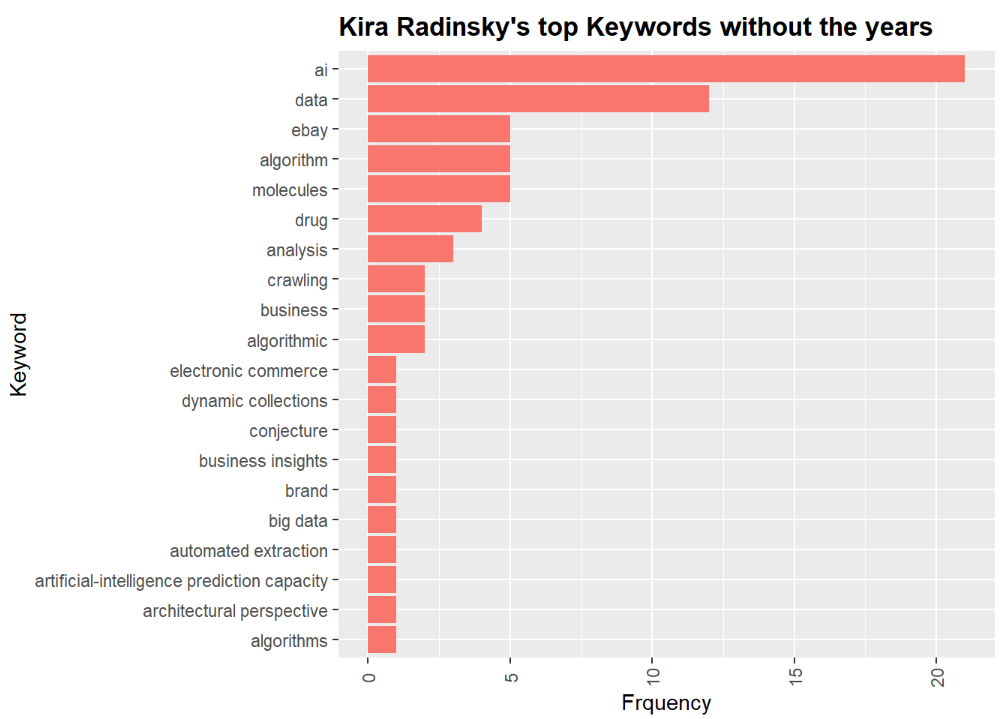 Kira Radinsky's top Keywords without the years
Keyword
ai
data
ebay
algorithm
molecules
drug
analysis
crawling
business
algorithmic
electronic commerce
dynamic collections
conjecture
business insights
brand
big data
automated extraction
artificial-intelligence prediction capacity
architectural perspective
algorithms
0
5
10
15
20
Frquency